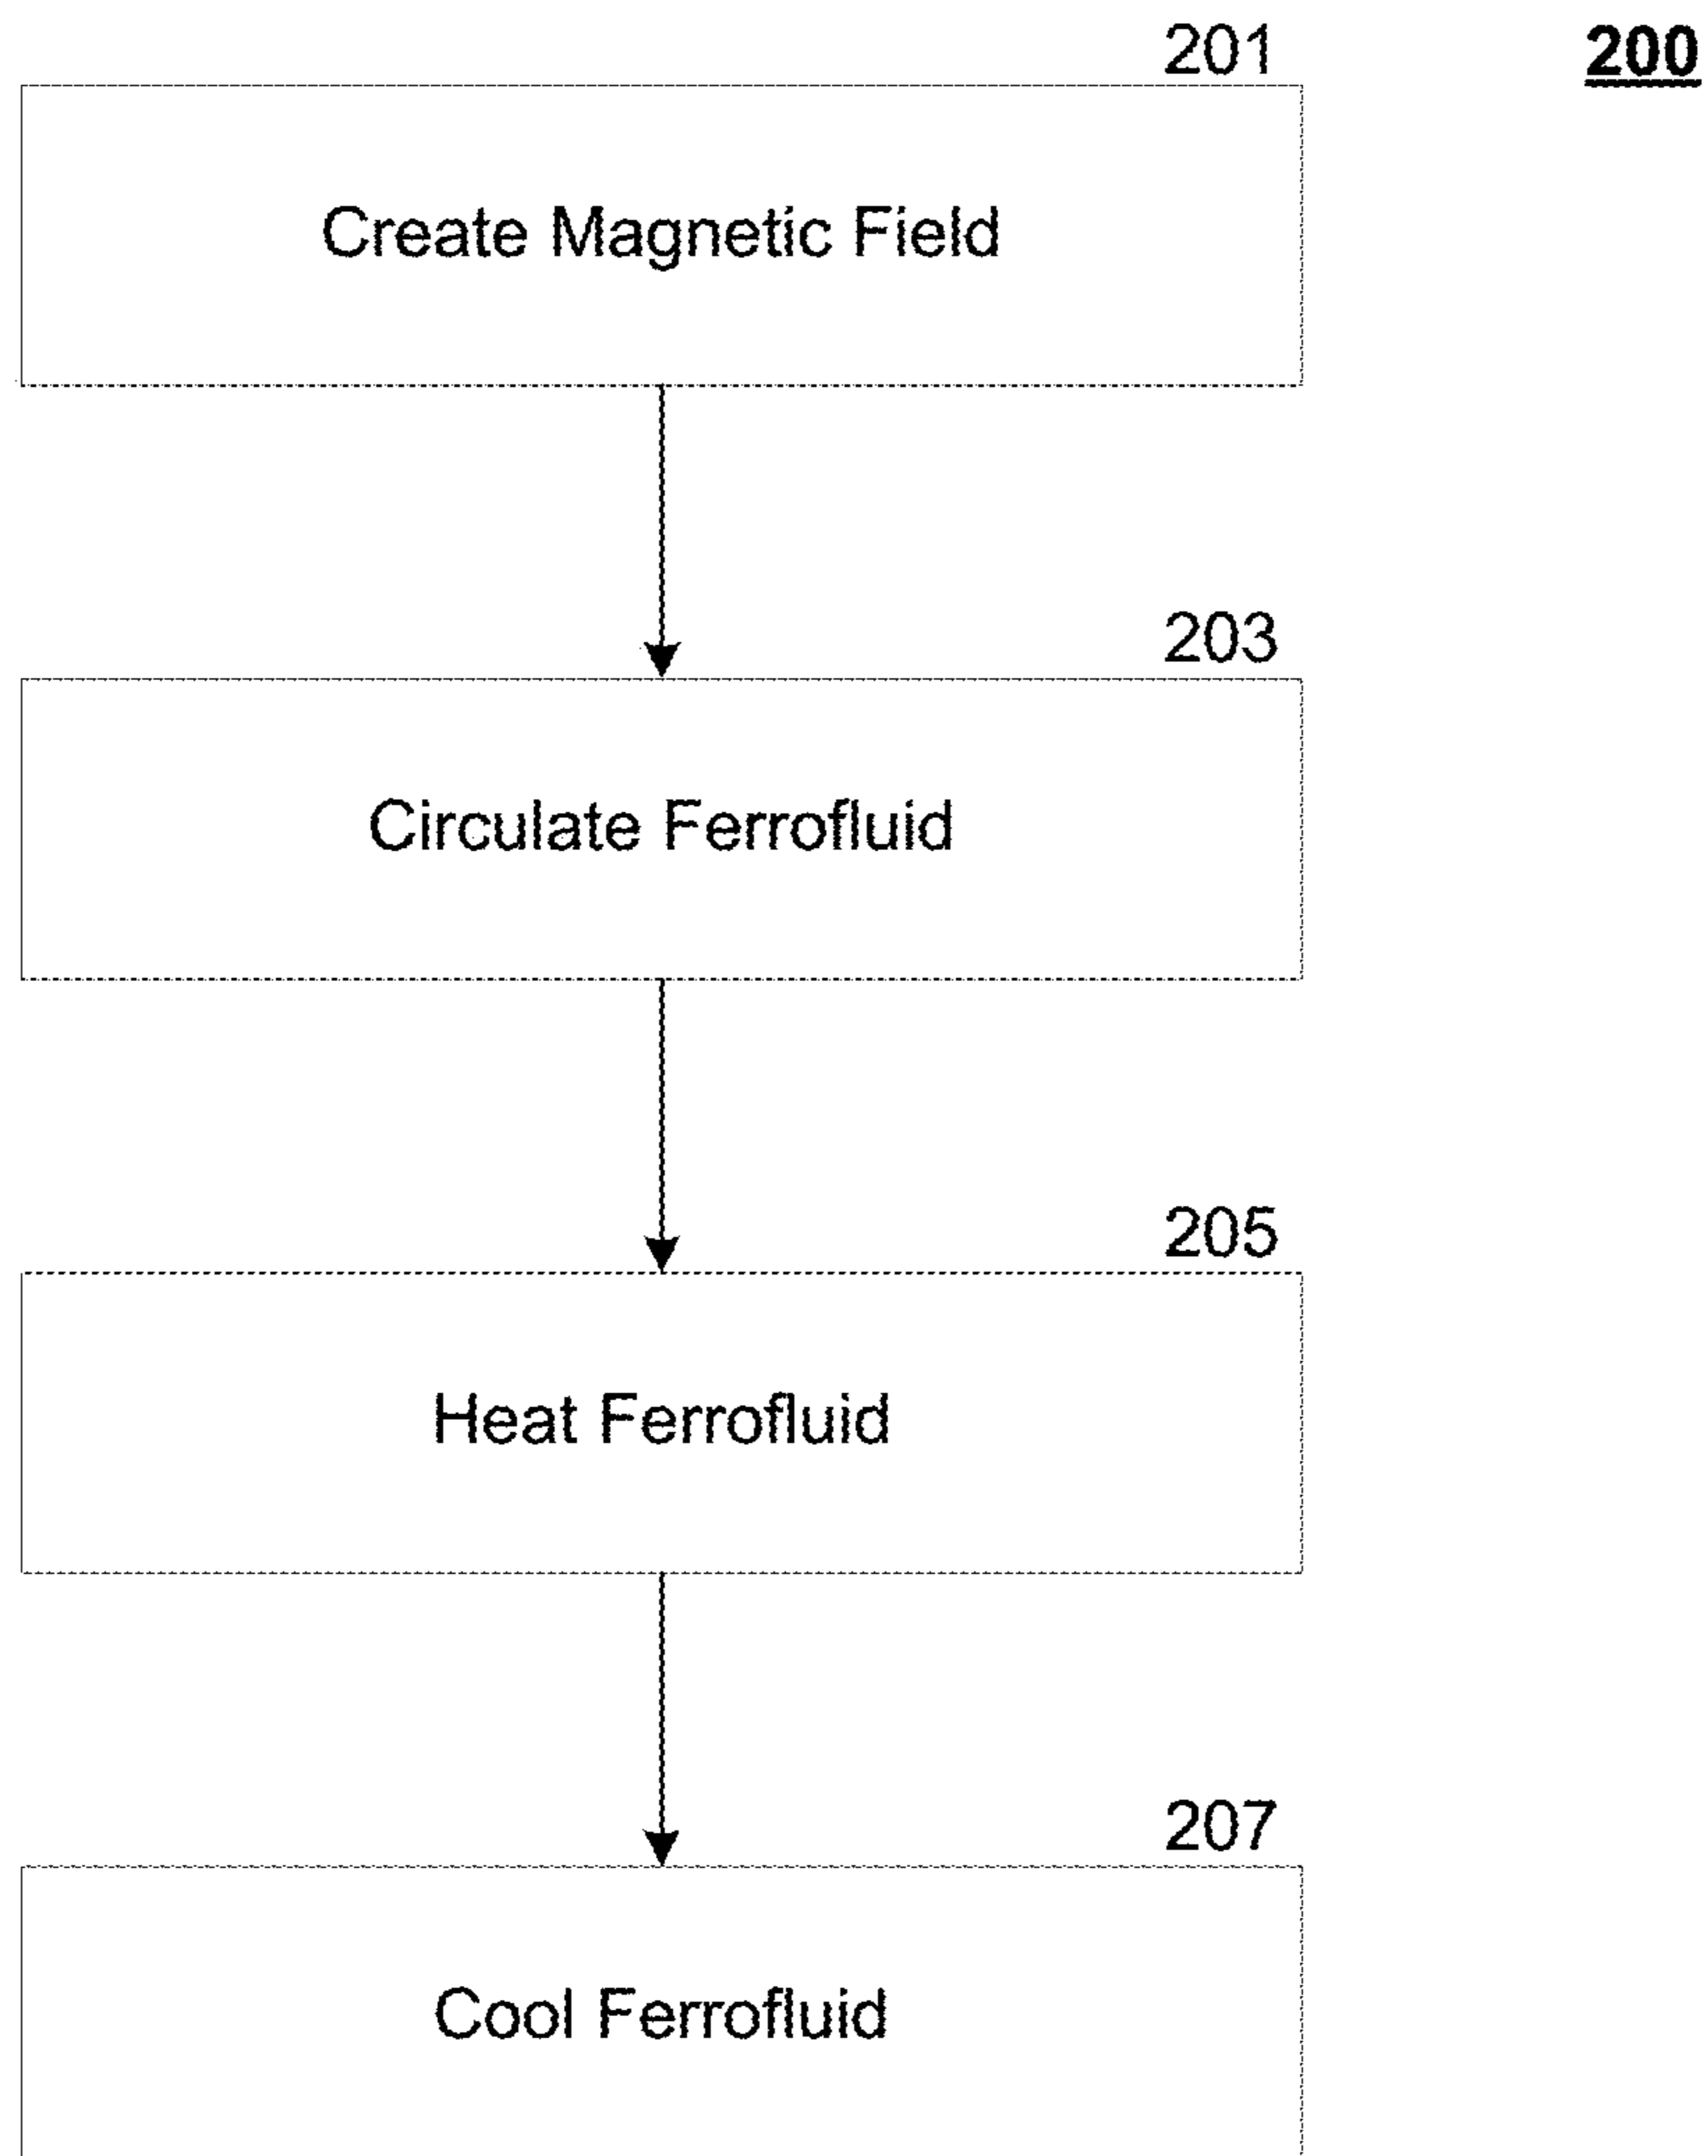 201
200
Create Magnetic Field
203
Circulate Ferrofluid
205
Heat Ferrofluid
207
Cool Ferrofluid